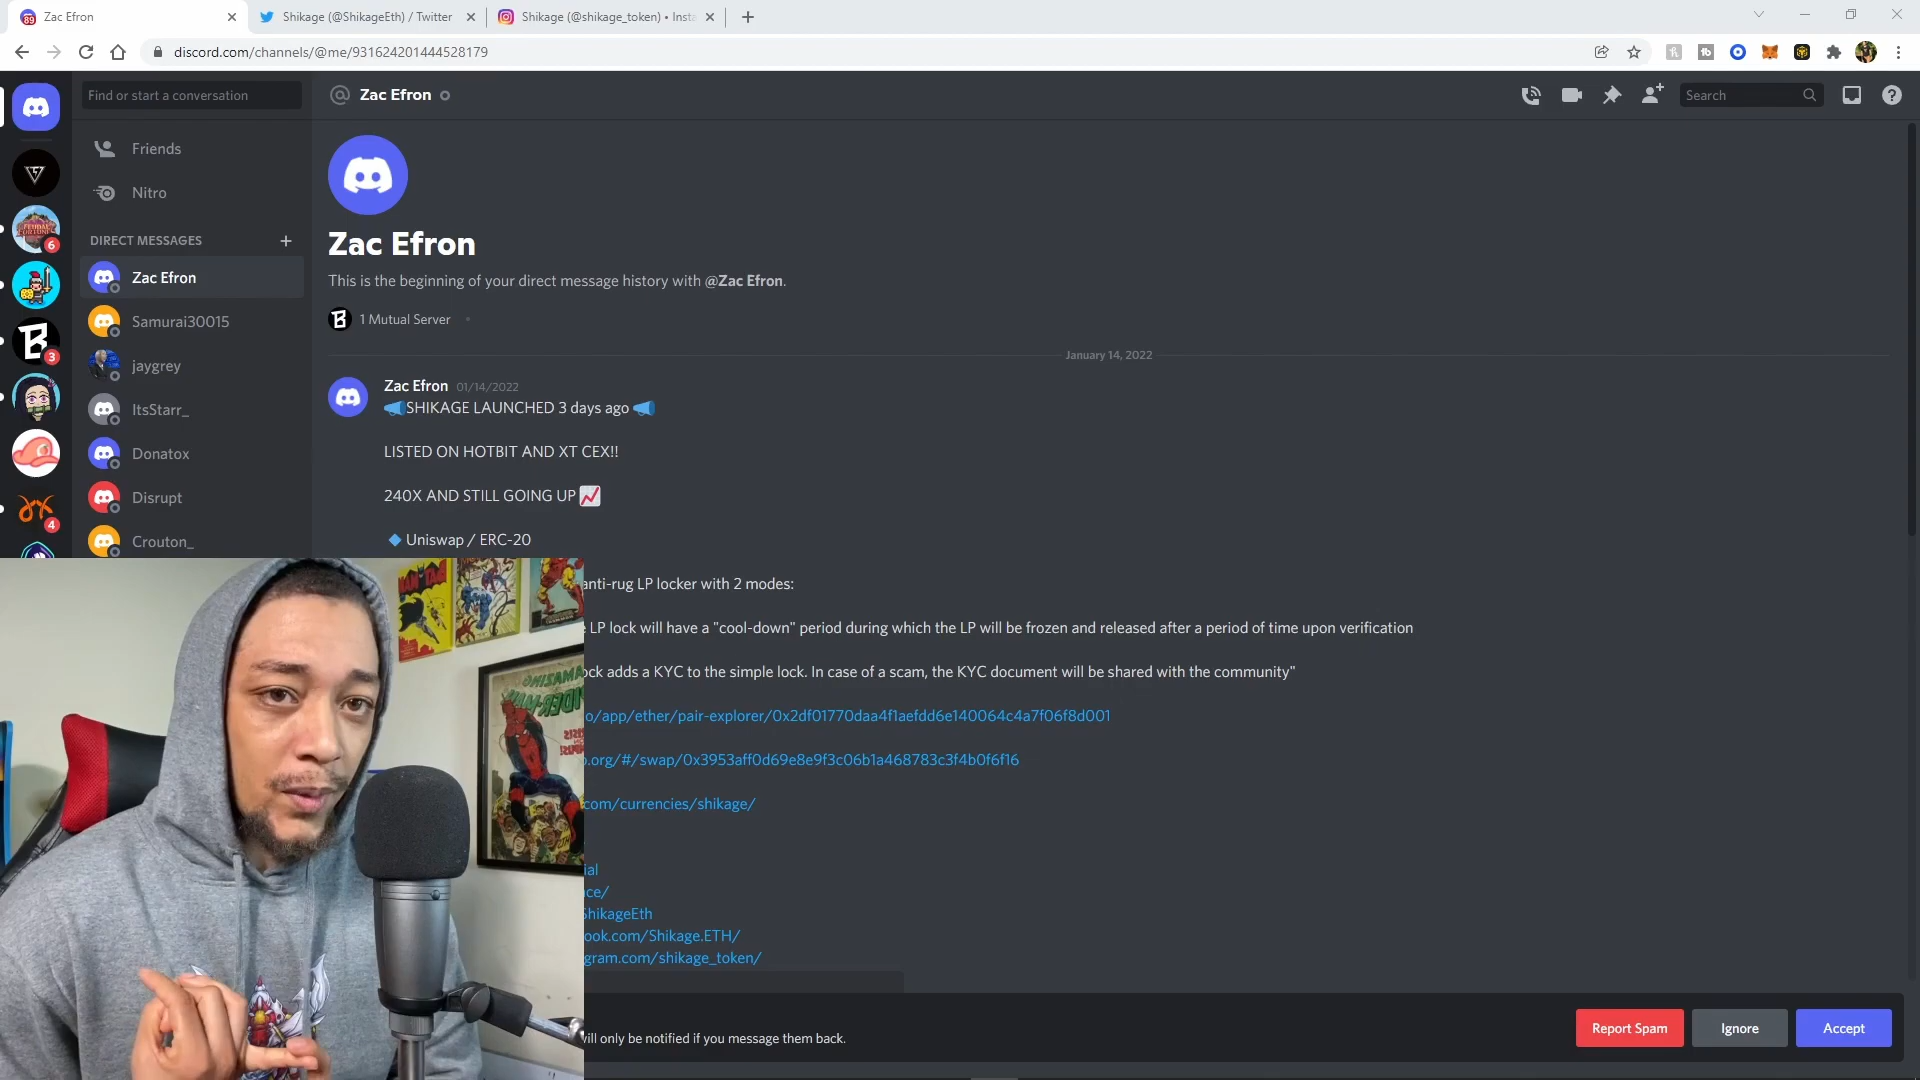 Zac Efron
Shikage (@ShikageEth) / Twitter
Shikage (@shikage_token) • Insta
discord.com/channels/@me/931624201444528179
Find or start a conversation
Zac Efron
Search
Friends
Nitro
DIRECT MESSAGES
Zac Efron
Samurai30015
jaygrey
ItsStarr_
Donatox
Disrupt
Crouton_
6
3
4
Zac Efron
This is the beginning of your direct message history with @Zac Efron.
1 Mutual Server
January 14, 2022
Zac Efron 01/14/2022
SHIKAGE LAUNCHED 3 days ago
LISTED ON HOTBIT AND XT CEX!!
240X AND STILL GOING UP
Uniswap / ERC-20
anti-rug LP locker with 2 modes:
LP lock will have a "cool-down" period during which the LP will be frozen and released after a period of time upon verification
ock adds a KYC to the simple lock. In case of a scam, the KYC document will be shared with the community"
o/app/ether/pair-explorer/0x2df01770daa4f1aefdd6e140064c4a7f06f8d001
.org/#/swap/0x3953aff0d69e8e9f3c06b1a468783c3f4b0f6f16
com/currencies/shikage/
ial
nce/
ShikageEth
ook.com/Shikage.ETH/
gram.com/shikage_token/
will only be notified if you message them back.
Report Spam
Ignore
Accept